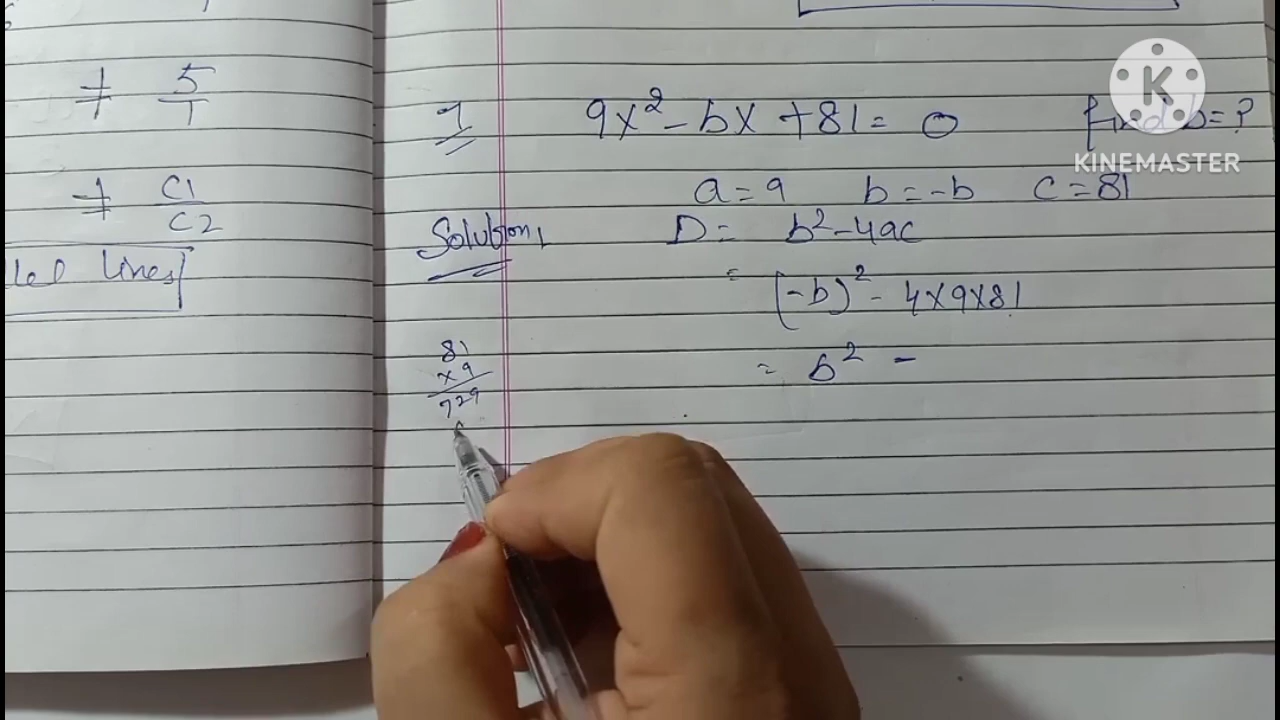 ≠ 5/1
≠ C1/C2
lines
7 9x² - bx + 81 = 0 find b = ?
KINEMASTER
a = 9 b = -b c = 81
Solution,
D = b² - 4ac
= (-b)² - 4×9×81
= b² -
81
×9
729